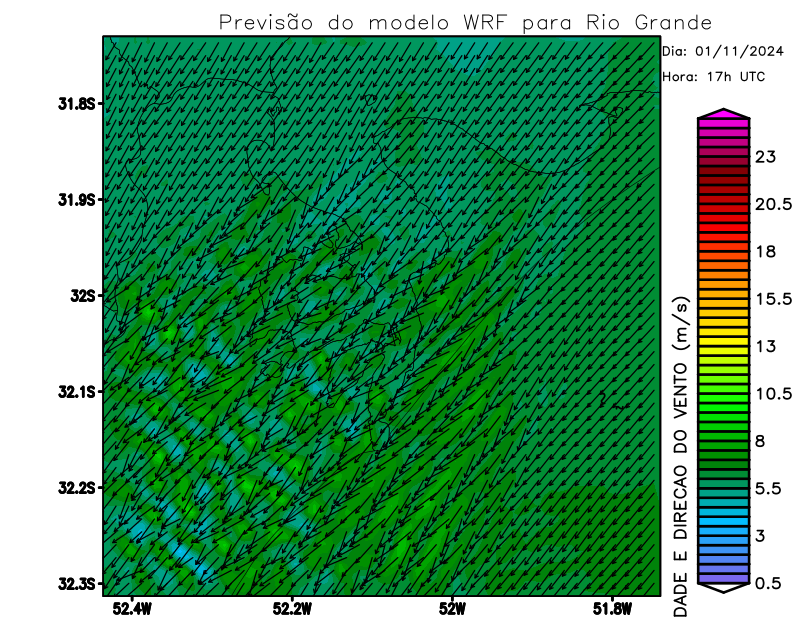 Previsão do modelo WRF para Rio Grande
Dia: 01/11/2024
Hora: 17h UTC
31.8S
31.9S
32S
32.1S
32.2S
32.3S
52.4W
52.2W
52W
51.8W
DADE E DIRECAO DO VENTO (m/s)
23
20.5
18
15.5
13
10.5
8
5.5
3
0.5